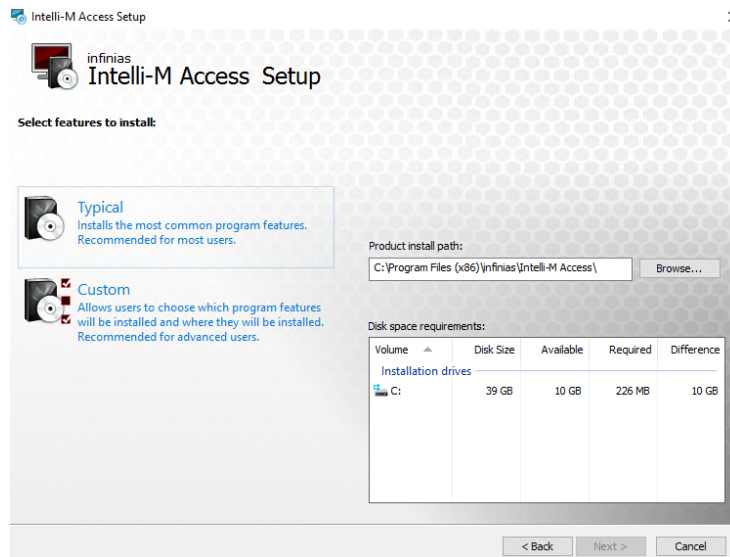 Intelli-M Access Setup
infinias
Intelli-M Access Setup
Select features to install:
Typical
Installs the most common program features.
Recommended for most users.
Custom
Allows users to choose which program features
will be installed and where they will be installed.
Recommended for advanced users.
Product install path:
C:\Program Files (x86)\infinias\Intelli-M Access\ Browse...
Disk space requirements:
Volume Disk Size Available Required Difference
Installation drives
C: 39 GB 10 GB 226 MB 10 GB
< Back Next > Cancel